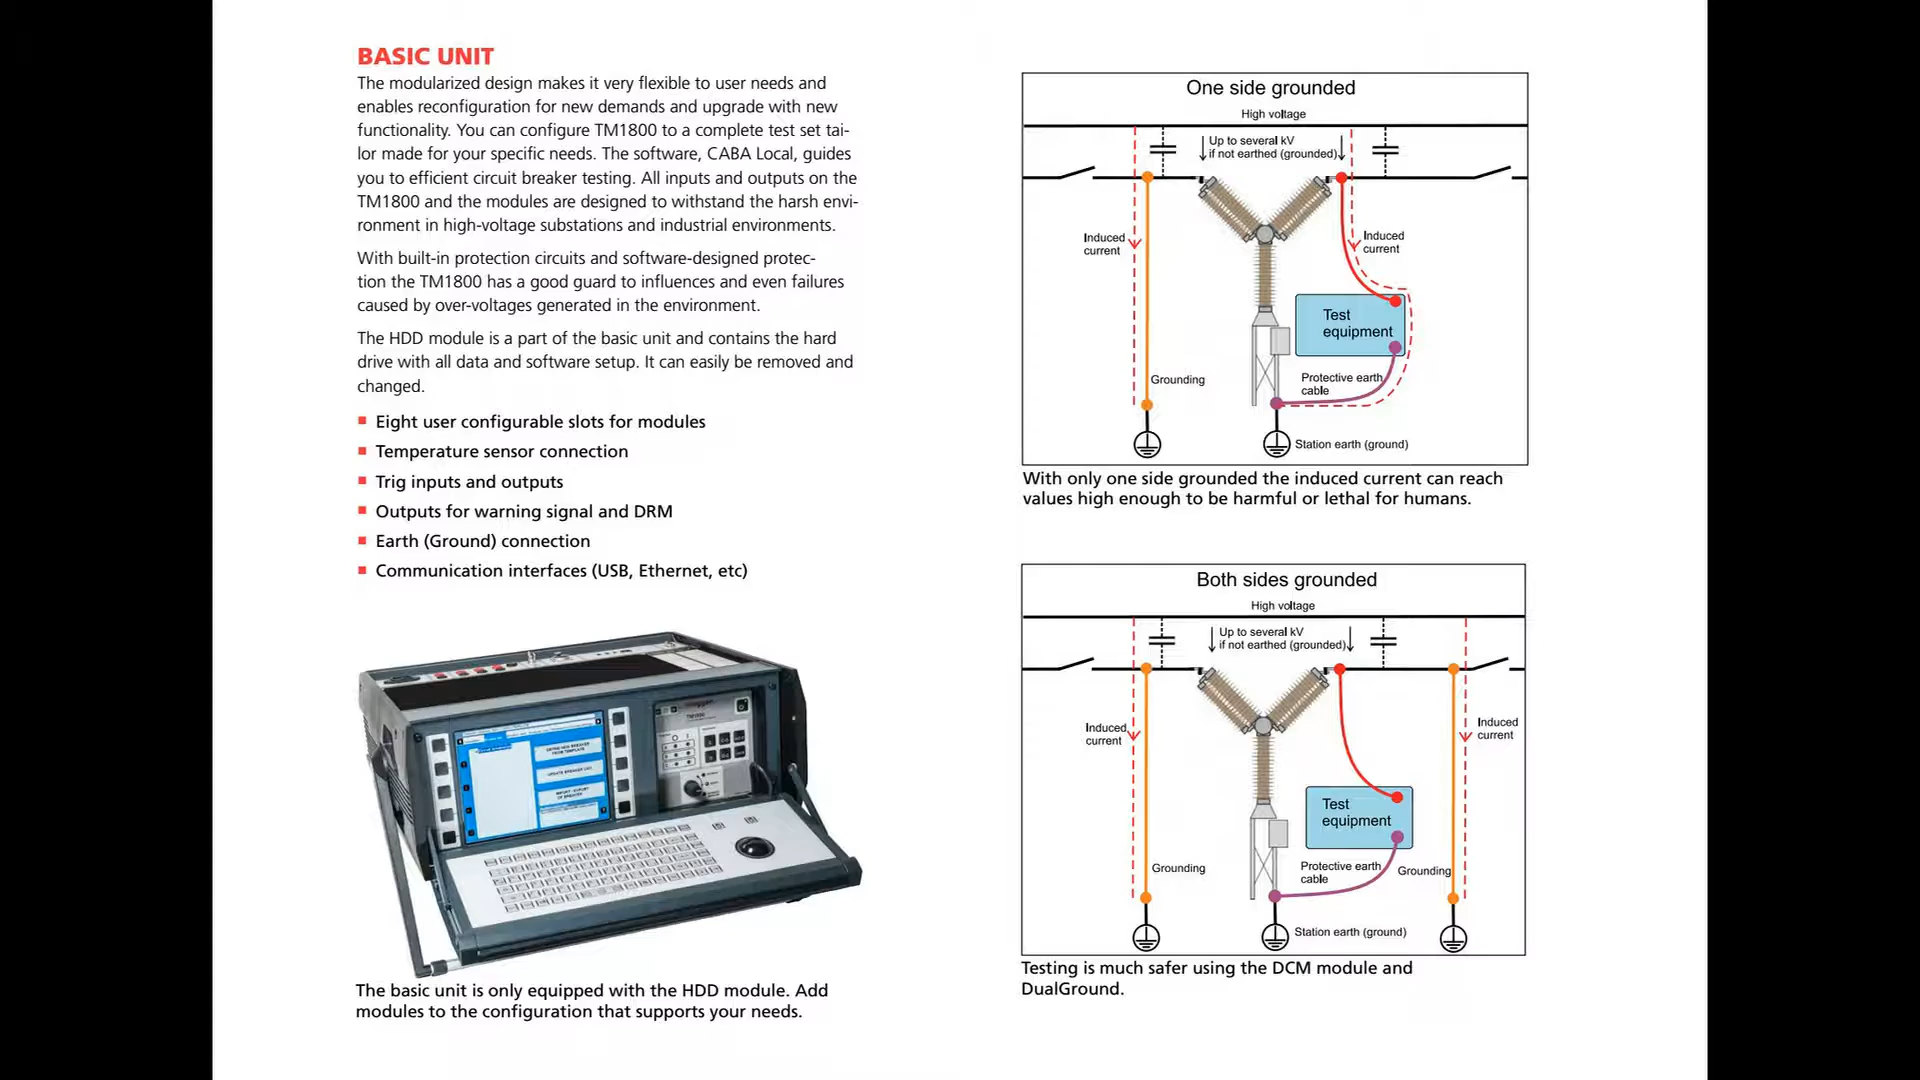 BASIC UNIT
The modularized design makes it very flexible to user needs and
enables reconfiguration for new demands and upgrade with new
functionality. You can configure TM1800 to a complete test set tai-
lor made for your specific needs. The software, CABA Local, guides
you to efficient circuit breaker testing. All inputs and outputs on the
TM1800 and the modules are designed to withstand the harsh envi-
ronment in high-voltage substations and industrial environments.
With built-in protection circuits and software-designed protec-
tion the TM1800 has a good guard to influences and even failures
caused by over-voltages generated in the environment.
The HDD module is a part of the basic unit and contains the hard
drive with all data and software setup. It can easily be removed and
changed.
Eight user configurable slots for modules
Temperature sensor connection
Trig inputs and outputs
Outputs for warning signal and DRM
Earth (Ground) connection
Communication interfaces (USB, Ethernet, etc)
The basic unit is only equipped with the HDD module. Add
modules to the configuration that supports your needs.
One side grounded
High voltage
Up to several kV
if not earthed (grounded)
Induced
current
Induced
current
Test
equipment
Grounding
Protective earth
cable
Station earth (ground)
With only one side grounded the induced current can reach
values high enough to be harmful or lethal for humans.
Both sides grounded
High voltage
Up to several kV
if not earthed (grounded)
Induced
current
Induced
current
Test
equipment
Grounding
Protective earth
cable
Grounding
Station earth (ground)
Testing is much safer using the DCM module and
DualGround.